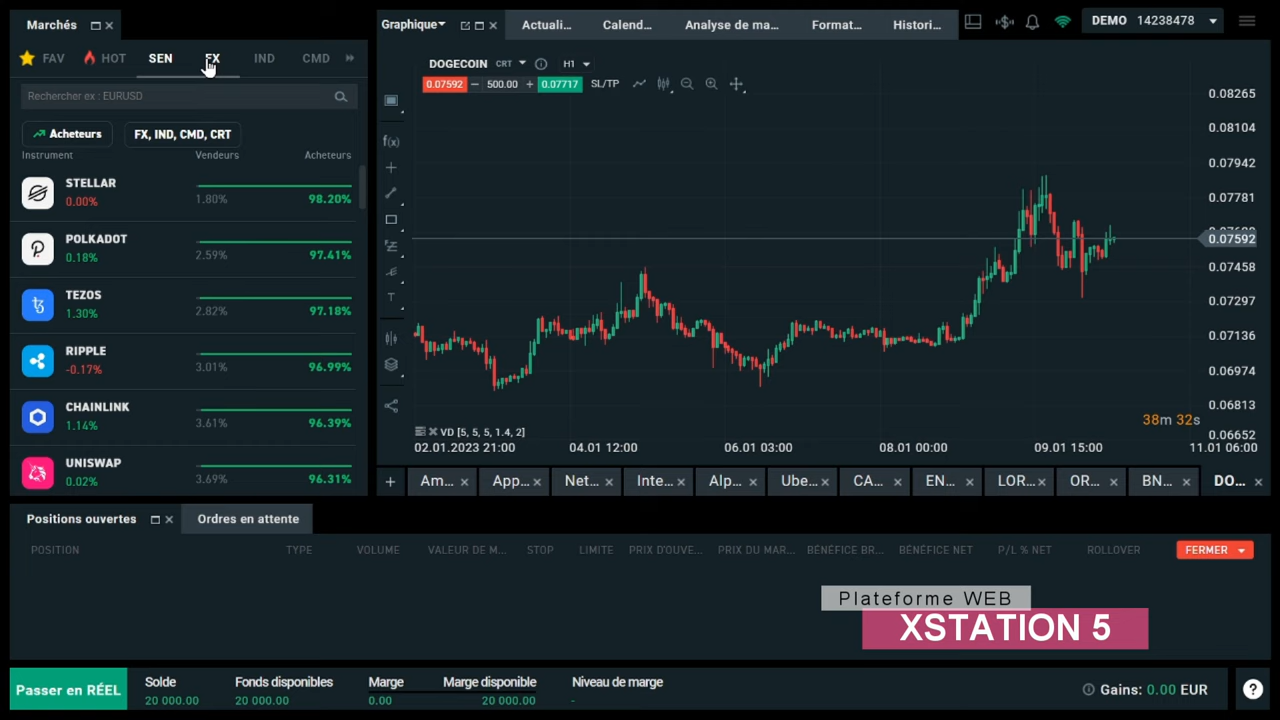 Marchés
FAV HOT SEN FX IND CMD
Rechercher ex : EURUSD
Acheteurs FX, IND, CMD, CRT
Instrument Vendeurs Acheteurs
STELLAR
0.00% 1.80% 98.20%
POLKADOT
0.18% 2.59% 97.41%
TEZOS
1.30% 2.82% 97.18%
RIPPLE
-0.17% 3.01% 96.99%
CHAINLINK
1.14% 3.61% 96.39%
UNISWAP
0.02% 3.69% 96.31%
Graphique Actuali... Calend... Analyse de ma... Format... Histori... DEMO 14238478
DOGECOIN CRT H1
0.07592 500.00 0.07717 SL/TP
f(x)
T
0.08265
0.08104
0.07942
0.07781
0.07592
0.07458
0.07297
0.07136
0.06974
0.06813
0.06652
38m 32s
VD [5, 5, 5, 1.4, 2]
02.01.2023 21:00 04.01 12:00 06.01 03:00 08.01 00:00 09.01 15:00 11.01 06:00
Am... App... Net... Inte... Alp... Ube... CA... EN... LOR... OR... BN... DO...
Positions ouvertes Ordres en attente
POSITION TYPE VOLUME VALEUR DE M... STOP LIMITE PRIX D'OUVE... PRIX DU MAR... BÉNÉFICE BR... BÉNÉFICE NET P/L % NET ROLLOVER FERMER
Plateforme WEB
XSTATION 5
Passer en RÉEL
Solde Fonds disponibles Marge Marge disponible Niveau de marge
20 000.00 20 000.00 0.00 20 000.00 -
Gains: 0.00 EUR ?